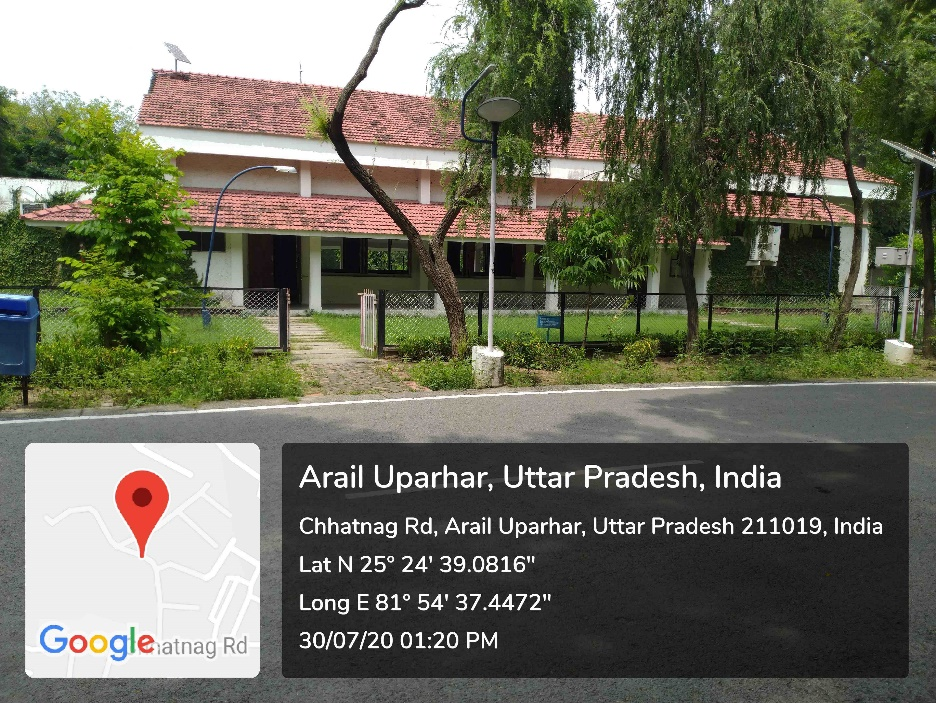 Arail Uparhar, Uttar Pradesh, India
Chhatnag Rd, Arail Uparhar, Uttar Pradesh 211019, India
Lat N 25° 24' 39.0816"
Long E 81° 54' 37.4472"
30/07/20 01:20 PM
Google
hatnag Rd